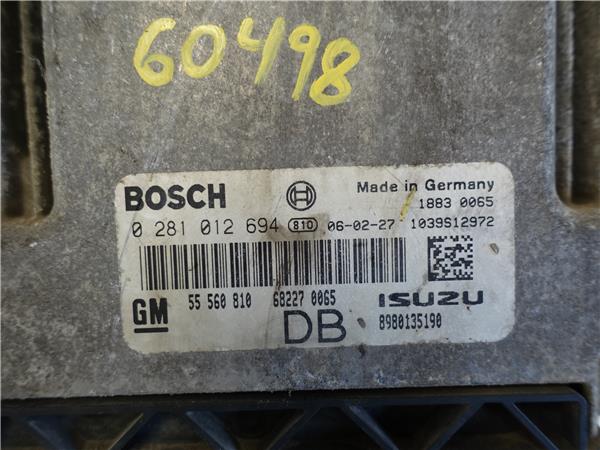 60498
BOSCH
Made in Germany
1883 0065
0 281 012 694 810 06-02-27 1039S12972
GM 55 560 810 68227 0065 ISUZU
DB 8980135190